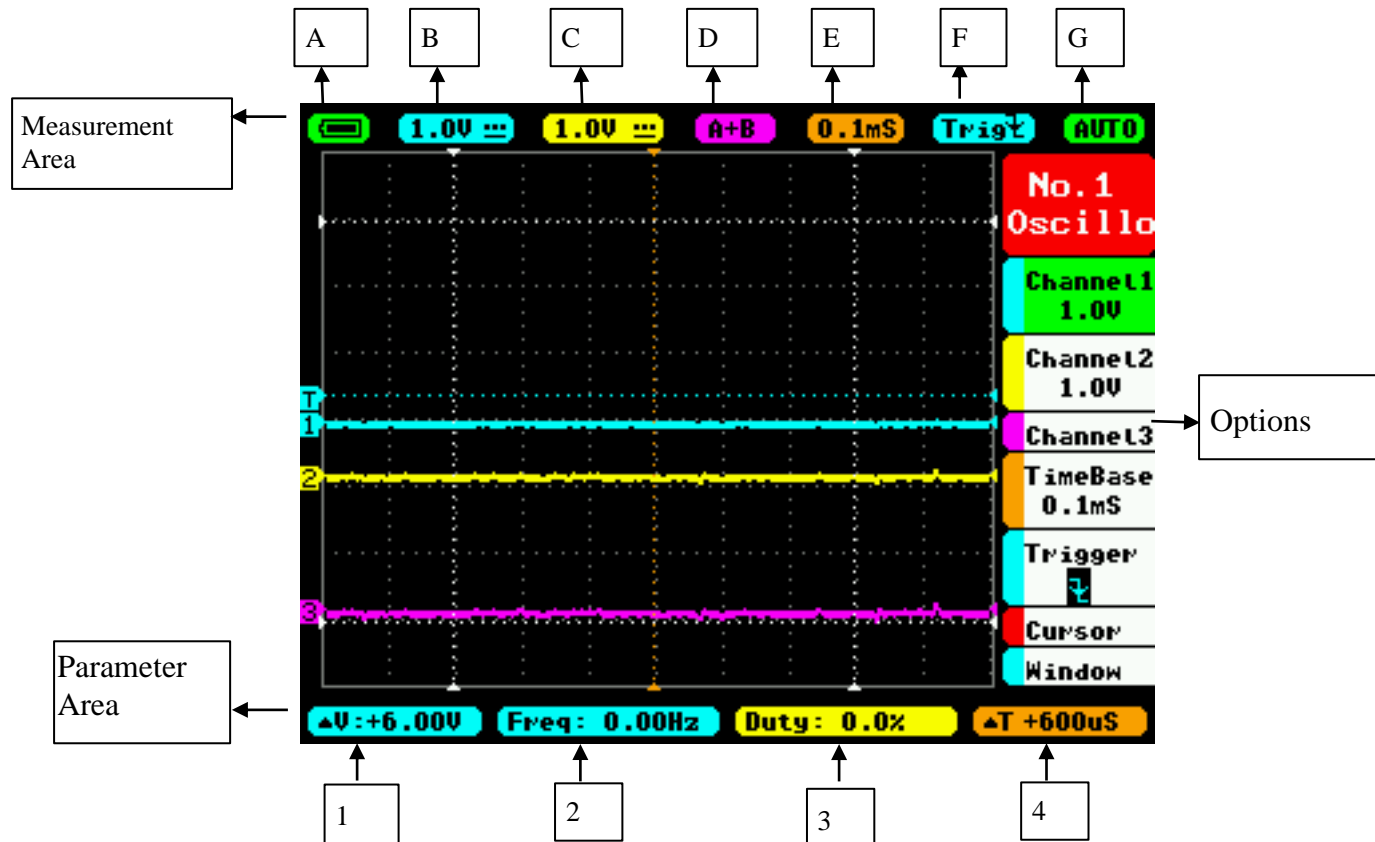 A B C D E F G
Measurement
Area
1.0V 1.0V A+B 0.1mS Trig AUTO
No.1
Oscillo
Channel1
1.0V
Channel2
1.0V
Options
Channel3
TimeBase
0.1mS
Trigger
Cursor
Window
T
1
2
3
Parameter
Area
▲V:+6.00V Freq: 0.00Hz Duty: 0.0% ▲T +600uS
1 2 3 4